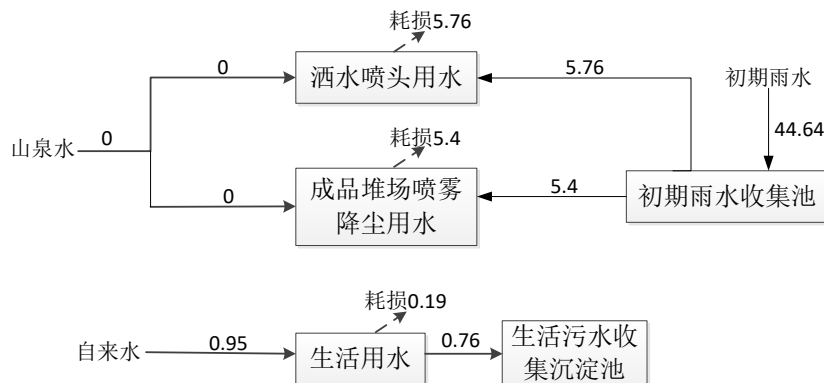 耗损5.76
0
洒水喷头用水
5.76
初期雨水
山泉水
0
44.64
耗损5.4
0
成品堆场喷雾
降尘用水
5.4
初期雨水收集池
耗损0.19
自来水
0.95
生活用水
0.76
生活污水收
集沉淀池